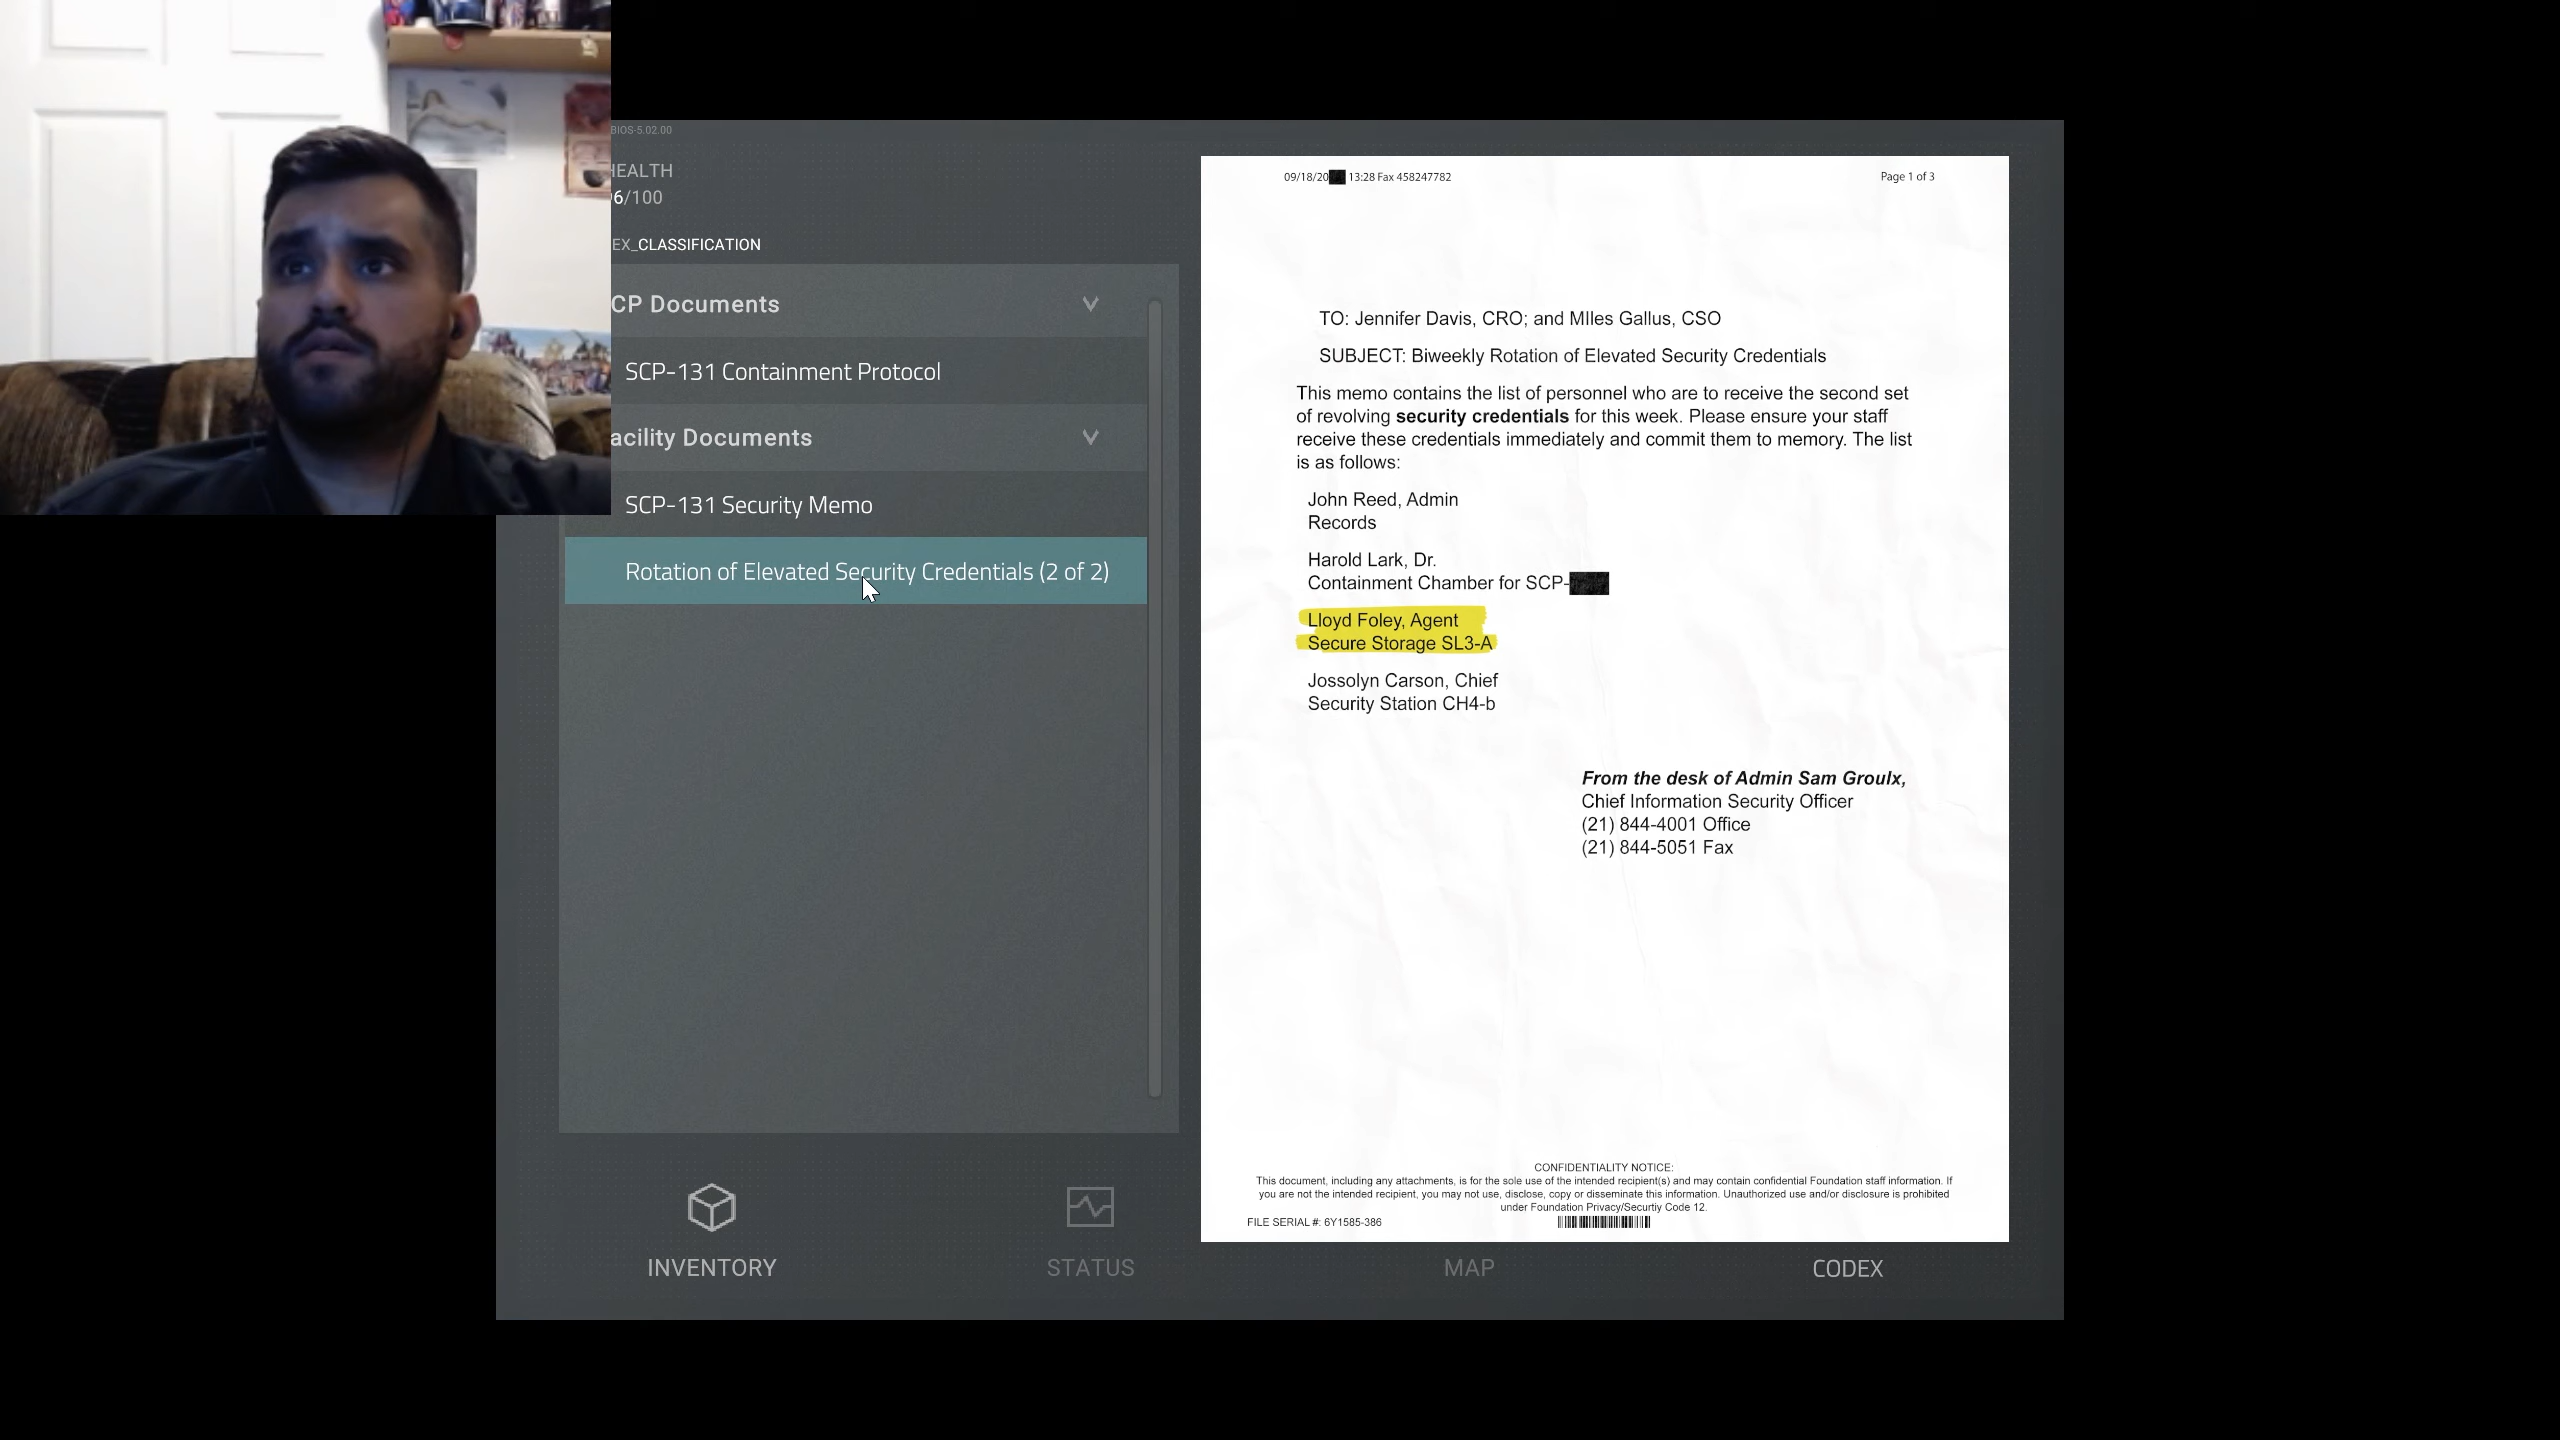 BIOS-5.02.00
HEALTH
96/100
EX_CLASSIFICATION
CP Documents
SCP-131 Containment Protocol
acility Documents
SCP-131 Security Memo
Rotation of Elevated Security Credentials (2 of 2)
INVENTORY
STATUS
MAP
CODEX
09/18/20 13:28 Fax 458247782
Page 1 of 3
TO: Jennifer Davis, CRO; and MIles Gallus, CSO
SUBJECT: Biweekly Rotation of Elevated Security Credentials
This memo contains the list of personnel who are to receive the second set
of revolving security credentials for this week. Please ensure your staff
receive these credentials immediately and commit them to memory. The list
is as follows:
John Reed, Admin
Records
Harold Lark, Dr.
Containment Chamber for SCP-
Lloyd Foley, Agent
Secure Storage SL3-A
Jossolyn Carson, Chief
Security Station CH4-b
From the desk of Admin Sam Groulx,
Chief Information Security Officer
(21) 844-4001 Office
(21) 844-5051 Fax
CONFIDENTIALITY NOTICE:
This document, including any attachments, is for the sole use of the intended recipient(s) and may contain confidential Foundation staff information. If
you are not the intended recipient, you may not use, disclose, copy or disseminate this information. Unauthorized use and/or disclosure is prohibited
under Foundation Privacy/Securtiy Code 12.
FILE SERIAL #: 6Y1585-386